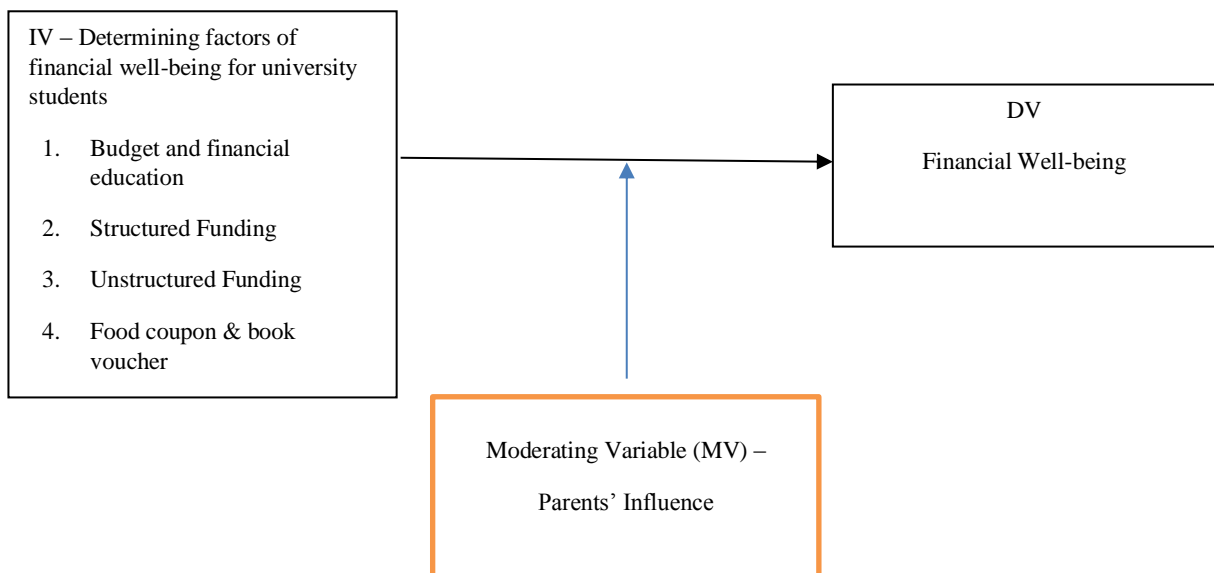 IV – Determining factors of
financial well-being for university
students
1. Budget and financial
education
2. Structured Funding
3. Unstructured Funding
4. Food coupon & book
voucher
DV
Financial Well-being
Moderating Variable (MV) –
Parents’ Influence